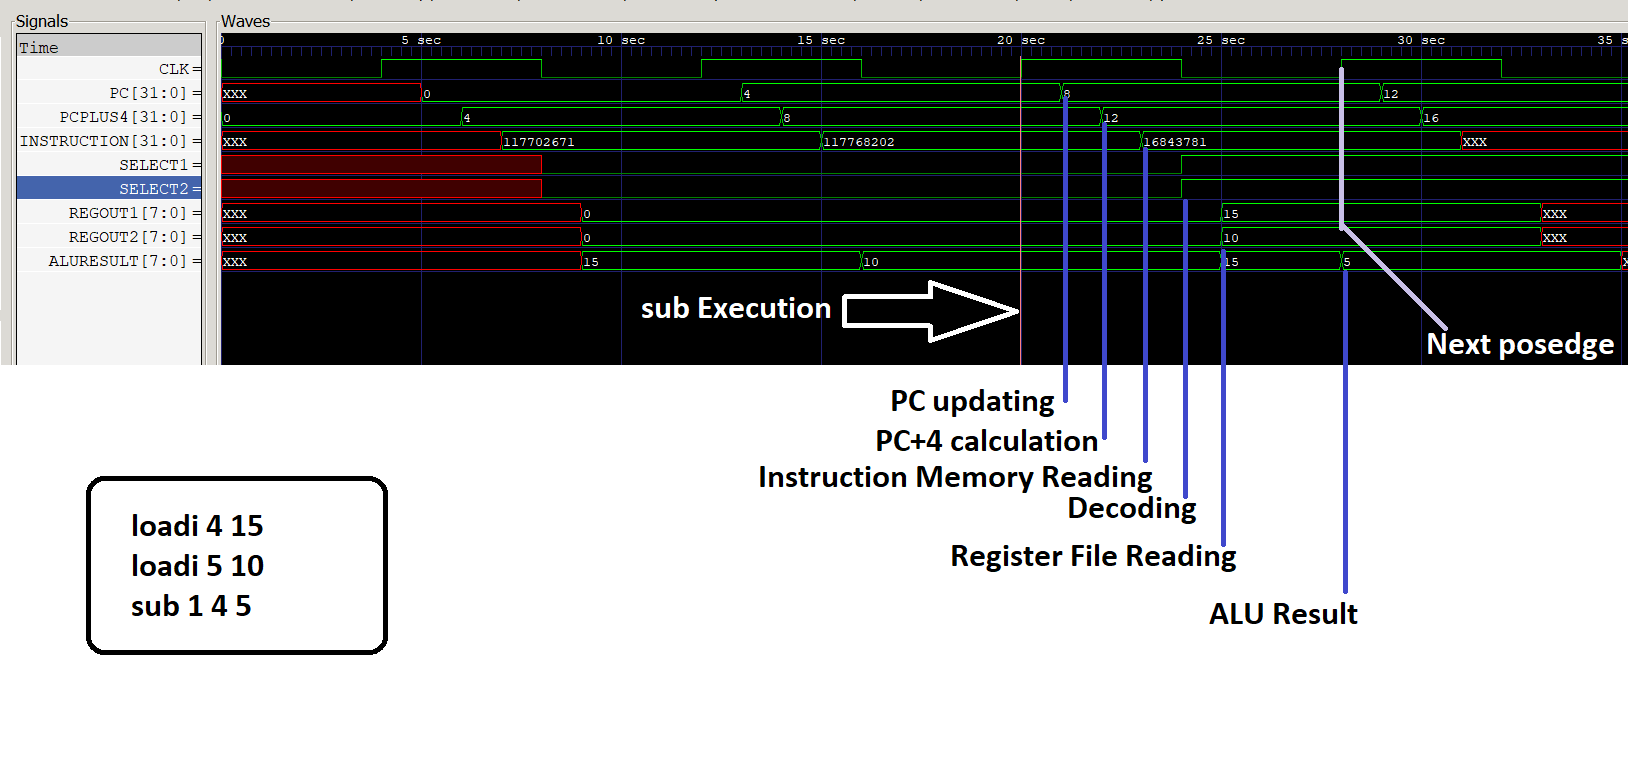 Signals
Waves
Time
0 5 sec 10 sec 15 sec 20 sec 25 sec 30 sec 35 s
CLK=
PC[31:0] = xxx 0 4 8 12
PCPLUS4[31:0] = 0 4 8 12 16
INSTRUCTION[31:0] = xxx 117702671 117768202 16843781 xxx
SELECT1 =
SELECT2 =
REGOUT1[7:0] = xxx 0 15 xxx
REGOUT2[7:0] = xxx 0 10 xxx
ALURESULT[7:0] = xxx 15 10 15 5 x
sub Execution
Next posedge
PC updating
PC+4 calculation
Instruction Memory Reading
Decoding
Register File Reading
ALU Result
loadi 4 15
loadi 5 10
sub 1 4 5